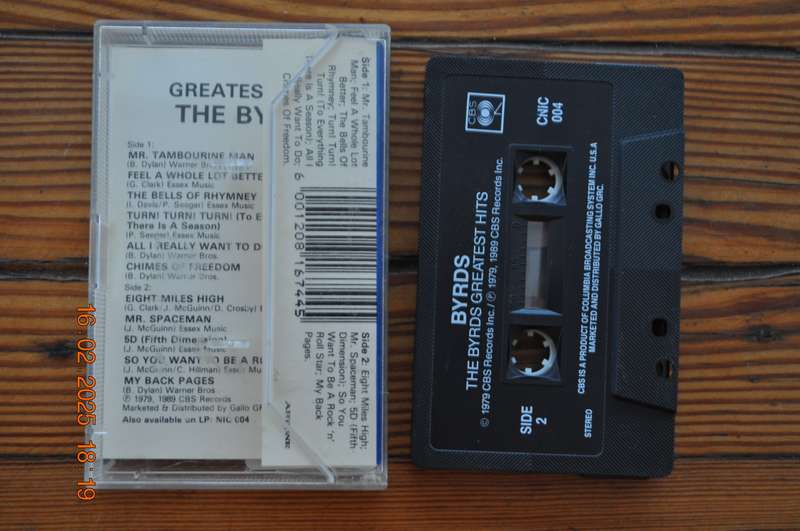 GREATES
THE BY
Side 1:
MR. TAMBOURINE MAN
(B. Dylan) Warner Bros
FEEL A WHOLE LOT BETTE
(G. Clark) Essex Music
THE BELLS OF RHYMNEY
(I. Davis/P. Seeger) Essex Music
TURN! TURN! TURN! (To E
There Is A Season)
(P. Seeger) Essex Music
ALL I REALLY WANT TO D
(B. Dylan) Warner Bros.
CHIMES OF FREEDOM
(B. Dylan) Warner Bros.
Side 2:
EIGHT MILES HIGH
(G. Clark/J. McGuinn/D. Crosby)
MR. SPACEMAN
(J. McGuinn) Essex Music
5D (Fifth Dimension)
(J. McGuinn) Essex Music
SO YOU WANT TO BE A RO
(J. McGuinn/C. Hillman) Essex Mus
MY BACK PAGES
(B. Dylan) Warner Bros
℗ 1979, 1989 CBS Records
Marketed & Distributed by Gallo GR
Also available on LP: NIC 004
Side 1: Mr. Tambourine
Man; Feel A Whole Lot
Better; The Bells Of
Rhymney; Turn! Turn!
Turn! (To Everything
There Is A Season); All I
Really Want To Do;
Chimes Of Freedom.
6 001208 167445
Side 2: Eight Miles High;
Mr. Spaceman; 5D (Fifth
Dimension); So You
Want To Be A Rock 'n'
Roll Star; My Back
Pages.
CBS
CNIC
004
BYRDS
THE BYRDS GREATEST HITS
© 1979 CBS Records Inc./℗ 1979, 1989 CBS Records Inc.
SIDE
2
STEREO
CBS IS A PRODUCT OF COLUMBIA BROADCASTING SYSTEM INC. U.S.A
MARKETED AND DISTRIBUTED BY GALLO GRC.
16 02 2025 18:19